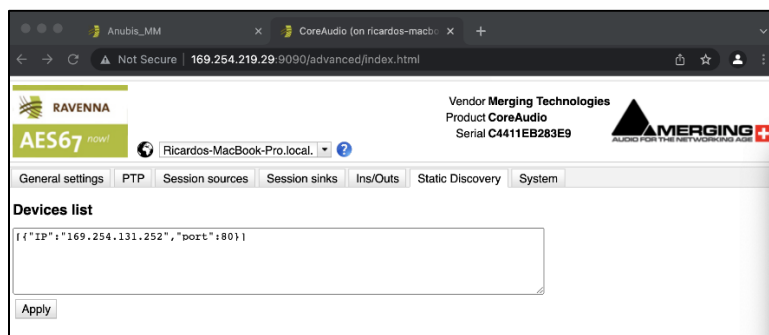 Anubis_MM
CoreAudio (on ricardos-macbo
Not Secure | 169.254.219.29:9090/advanced/index.html
RAVENNA
AES67 now!
Ricardos-MacBook-Pro.local.
Vendor Merging Technologies
Product CoreAudio
Serial C4411EB283E9
MERGING
AUDIO FOR THE NETWORKING AGE
General settings PTP Session sources Session sinks Ins/Outs Static Discovery System
Devices list
[{"IP":"169.254.131.252","port":80}]
Apply